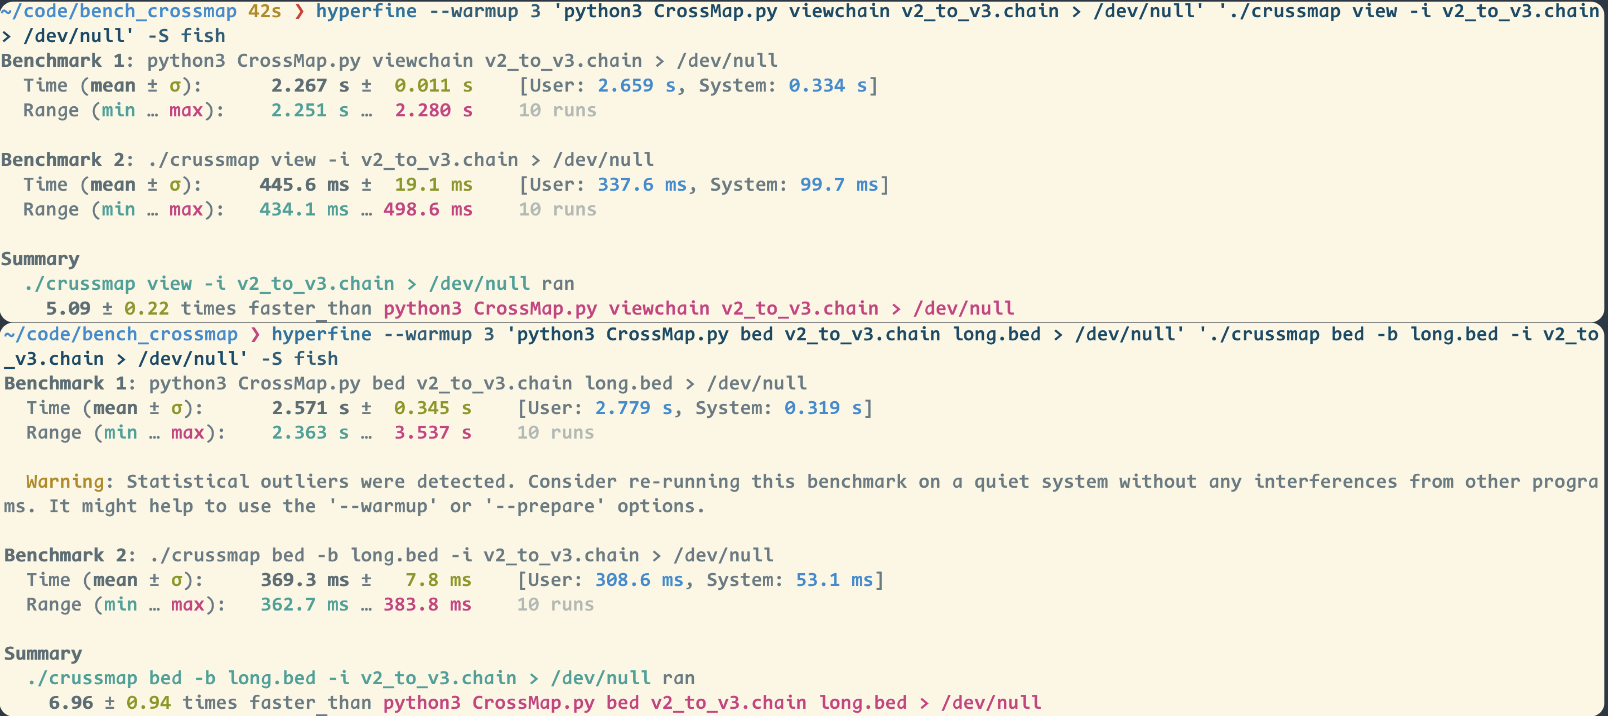 ~/code/bench_crossmap 42s ❯ hyperfine --warmup 3 'python3 CrossMap.py viewchain v2_to_v3.chain > /dev/null' './crussmap view -i v2_to_v3.chain
> /dev/null' -S fish
Benchmark 1: python3 CrossMap.py viewchain v2_to_v3.chain > /dev/null
Time (mean ± σ): 2.267 s ± 0.011 s [User: 2.659 s, System: 0.334 s]
Range (min … max): 2.251 s … 2.280 s 10 runs
Benchmark 2: ./crussmap view -i v2_to_v3.chain > /dev/null
Time (mean ± σ): 445.6 ms ± 19.1 ms [User: 337.6 ms, System: 99.7 ms]
Range (min … max): 434.1 ms … 498.6 ms 10 runs
Summary
./crussmap view -i v2_to_v3.chain > /dev/null ran
5.09 ± 0.22 times faster than python3 CrossMap.py viewchain v2_to_v3.chain > /dev/null
~/code/bench_crossmap ❯ hyperfine --warmup 3 'python3 CrossMap.py bed v2_to_v3.chain long.bed > /dev/null' './crussmap bed -b long.bed -i v2_to
_v3.chain > /dev/null' -S fish
Benchmark 1: python3 CrossMap.py bed v2_to_v3.chain long.bed > /dev/null
Time (mean ± σ): 2.571 s ± 0.345 s [User: 2.779 s, System: 0.319 s]
Range (min … max): 2.363 s … 3.537 s 10 runs
Warning: Statistical outliers were detected. Consider re-running this benchmark on a quiet system without any interferences from other progra
ms. It might help to use the '--warmup' or '--prepare' options.
Benchmark 2: ./crussmap bed -b long.bed -i v2_to_v3.chain > /dev/null
Time (mean ± σ): 369.3 ms ± 7.8 ms [User: 308.6 ms, System: 53.1 ms]
Range (min … max): 362.7 ms … 383.8 ms 10 runs
Summary
./crussmap bed -b long.bed -i v2_to_v3.chain > /dev/null ran
6.96 ± 0.94 times faster than python3 CrossMap.py bed v2_to_v3.chain long.bed > /dev/null